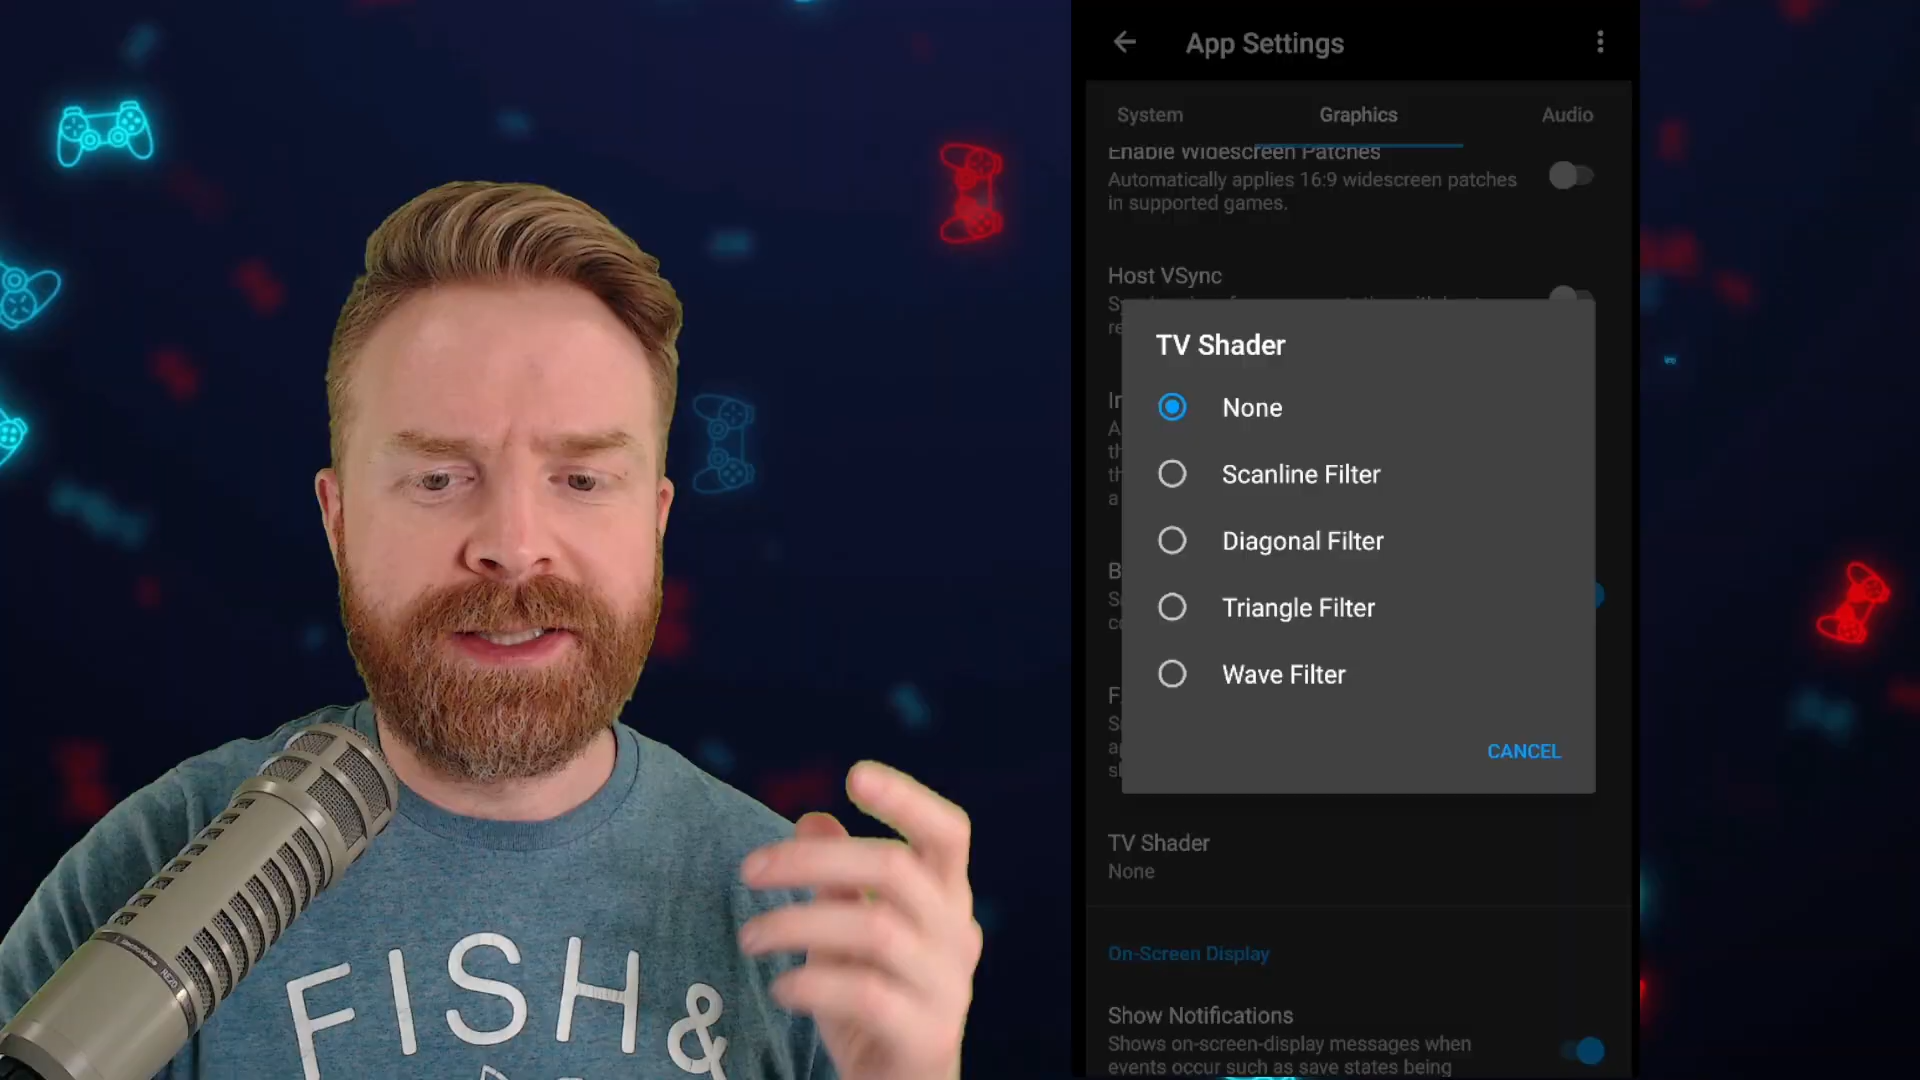 App Settings
System
Graphics
Audio
Enable Widescreen Patches
Automatically applies 16:9 widescreen patches
in supported games.
Host VSync
TV Shader
None
Scanline Filter
Diagonal Filter
Triangle Filter
Wave Filter
CANCEL
TV Shader
None
On-Screen Display
Show Notifications
Shows on-screen-display messages when
events occur such as save states being
FISH &